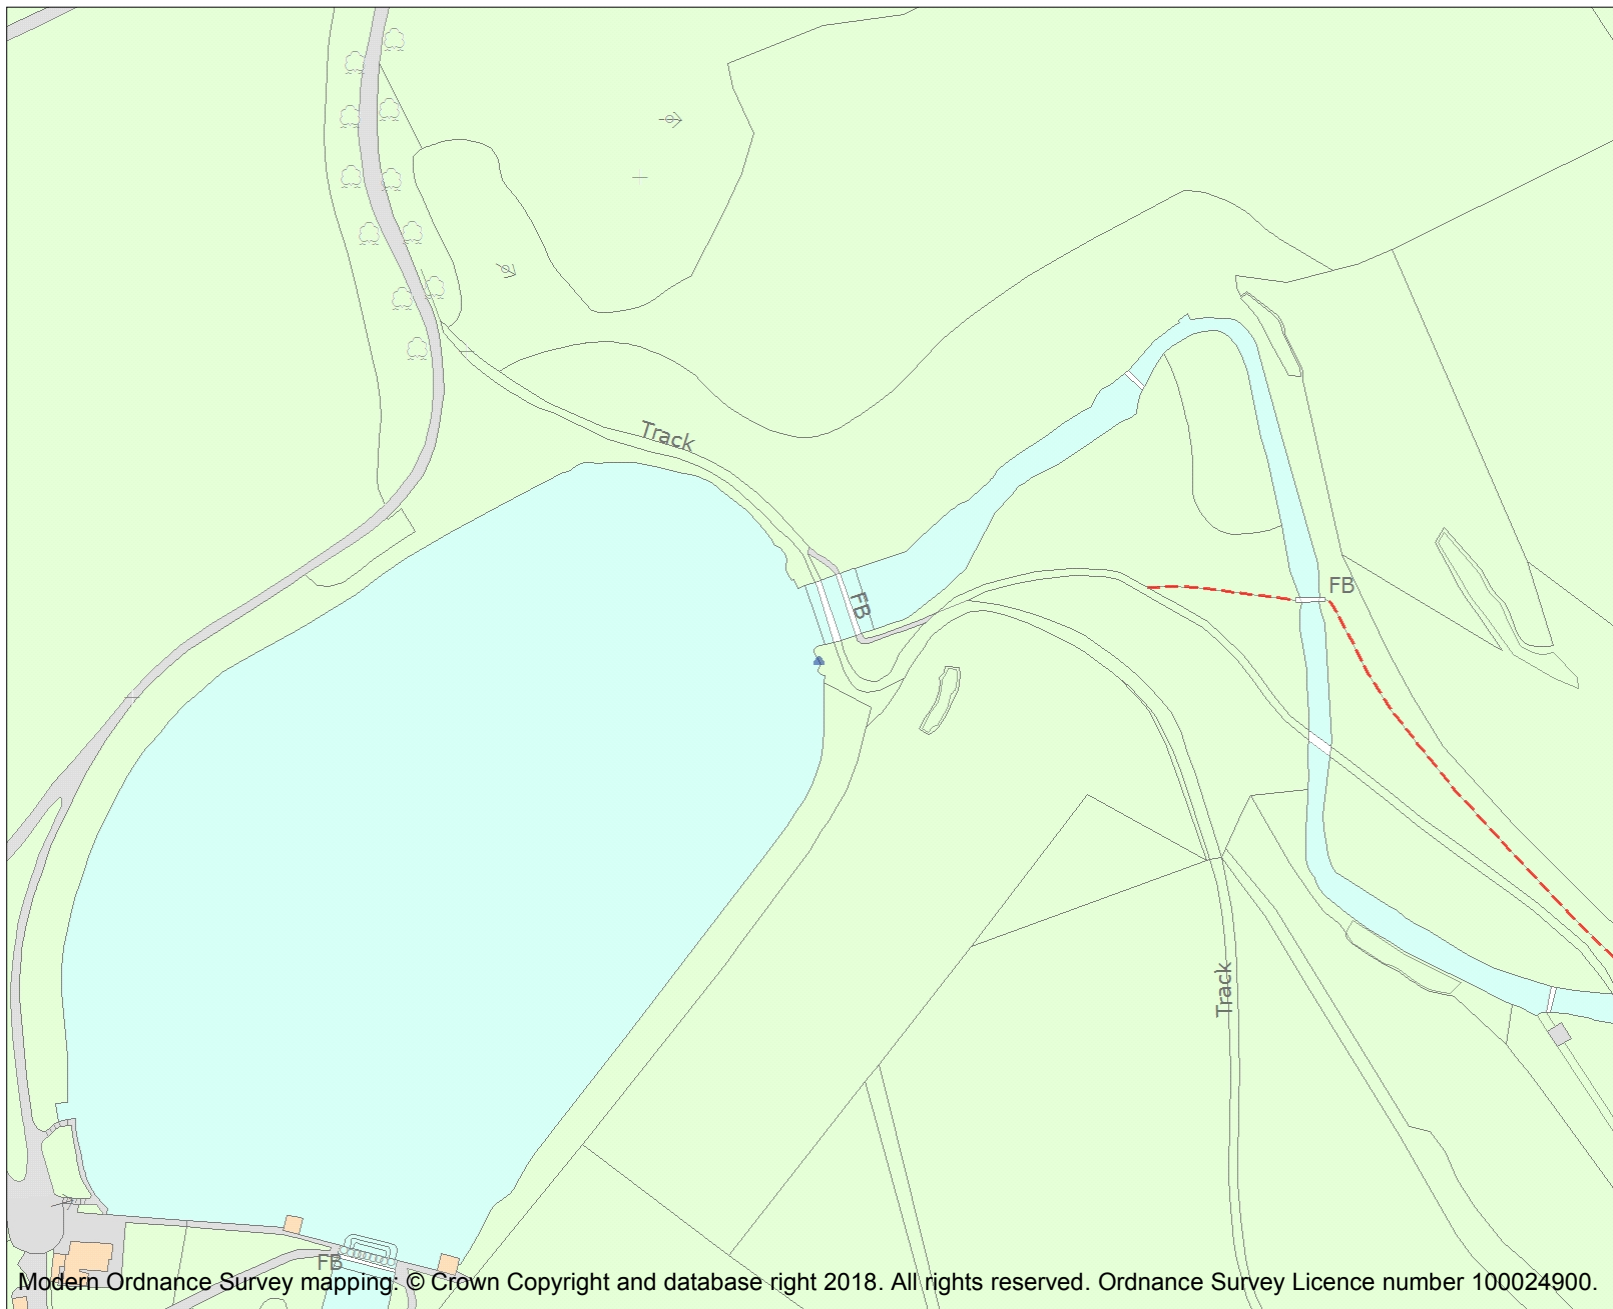 Track
FB
FB
Track
FB
Modern Ordnance Survey mapping: © Crown Copyright and database right 2018. All rights reserved. Ordnance Survey Licence number 100024900.